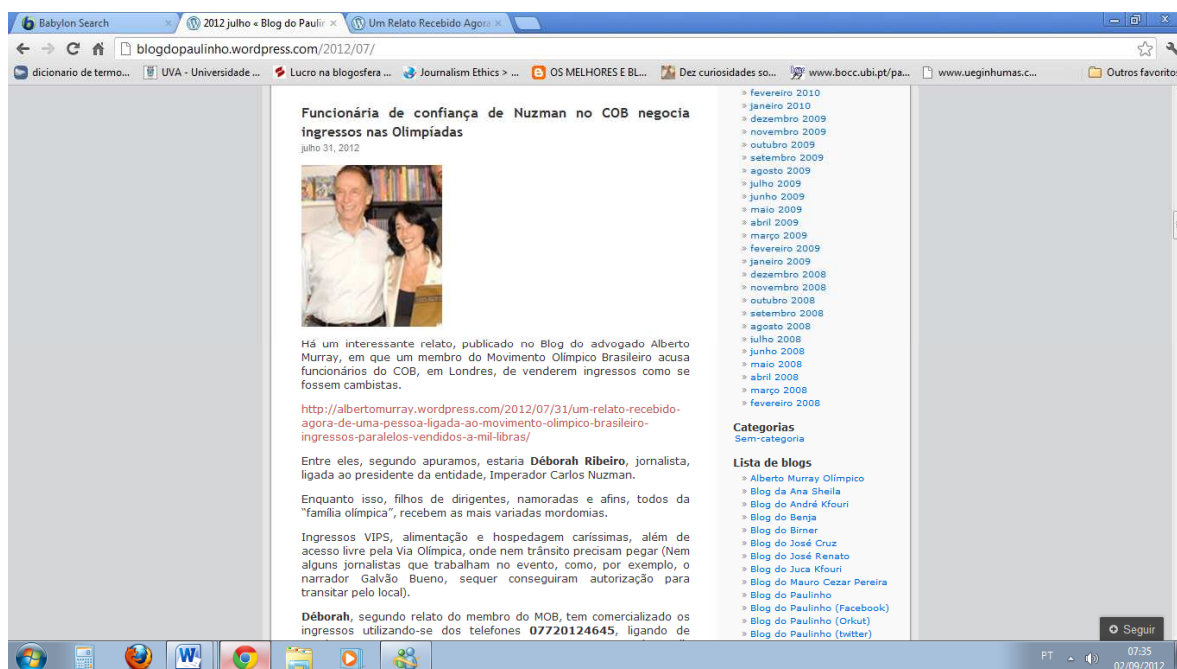 Babylon Search
2012 julho « Blog do Paulin
Um Relato Recebido Agora
blogdopaulinho.wordpress.com/2012/07/
dicionario de termo...
UVA - Universidade ...
Lucro na blogosfera ...
Journalism Ethics > ...
OS MELHORES E BL...
Dez curiosidades so...
www.bocc.ubi.pt/pa...
www.ueginhumas.c...
Outros favoritos
Funcionária de confiança de Nuzman no COB negocia
ingressos nas Olimpíadas
julho 31, 2012
Há um interessante relato, publicado no Blog do advogado Alberto
Murray, em que um membro do Movimento Olímpico Brasileiro acusa
funcionários do COB, em Londres, de venderem ingressos como se
fossem cambistas.
http://albertomurray.wordpress.com/2012/07/31/um-relato-recebido-
agora-de-uma-pessoa-ligada-ao-movimento-olimpico-brasileiro-
ingressos-paralelos-vendidos-a-mil-libras/
Entre eles, segundo apuramos, estaria Déborah Ribeiro, jornalista,
ligada ao presidente da entidade, Imperador Carlos Nuzman.
Enquanto isso, filhos de dirigentes, namoradas e afins, todos da
“família olímpica”, recebem as mais variadas mordomias.
Ingressos VIPS, alimentação e hospedagem caríssimas, além de
acesso livre pela Via Olímpica, onde nem trânsito precisam pegar (Nem
alguns jornalistas que trabalham no evento, como, por exemplo, o
narrador Galvão Bueno, sequer conseguiram autorização para
transitar pelo local).
Déborah, segundo relato do membro do MOB, tem comercializado os
ingressos utilizando-se dos telefones 07720124645, ligando de
» fevereiro 2010
» janeiro 2010
» dezembro 2009
» novembro 2009
» outubro 2009
» setembro 2009
» agosto 2009
» julho 2009
» junho 2009
» maio 2009
» abril 2009
» março 2009
» fevereiro 2009
» janeiro 2009
» dezembro 2008
» novembro 2008
» outubro 2008
» setembro 2008
» agosto 2008
» julho 2008
» junho 2008
» maio 2008
» abril 2008
» março 2008
» fevereiro 2008
Categorias
Sem-categoria
Lista de blogs
» Alberto Murray Olímpico
» Blog da Ana Sheila
» Blog do André Kfouri
» Blog do Benja
» Blog do Birner
» Blog do José Cruz
» Blog do José Renato
» Blog do Juca Kfouri
» Blog do Mauro Cezar Pereira
» Blog do Paulinho
» Blog do Paulinho (Facebook)
» Blog do Paulinho (Orkut)
» Blog do Paulinho (twitter)
Seguir
PT
07:35
02/09/2012